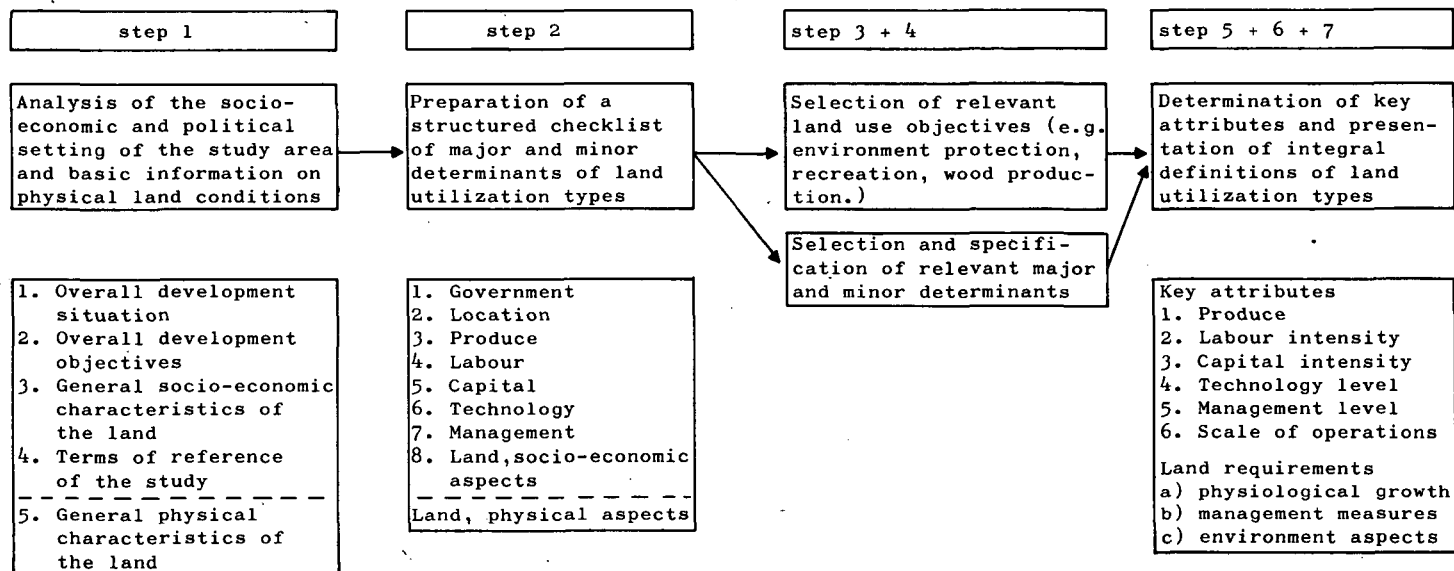 step 1
step 2
step 3 + 4
step 5 + 6 + 7
Analysis of the socio-
economic and political
setting of the study area
and basic information on
physical land conditions
Preparation of a
structured checklist
of major and minor
determinants of land
utilization types
Selection of relevant
land use objectives (e.g.
environment protection,
recreation, wood produc-
tion.)
Selection and specifi-
cation of relevant major
and minor determinants
Determination of key
attributes and presen-
tation of integral
definitions of land
utilization types
1. Overall development
situation
2. Overall development
objectives
3. General socio-economic
characteristics of
the land
4. Terms of reference
of the study
5. General physical
characteristics of
the land
1. Government
2. Location
3. Produce
4. Labour
5. Capital
6. Technology
7. Management
8. Land,socio-economic
aspects
Land, physical aspects
Key attributes
1. Produce
2. Labour intensity
3. Capital intensity
4. Technology level
5. Management level
6. Scale of operations
Land requirements
a) physiological growth
b) management measures
c) environment aspects